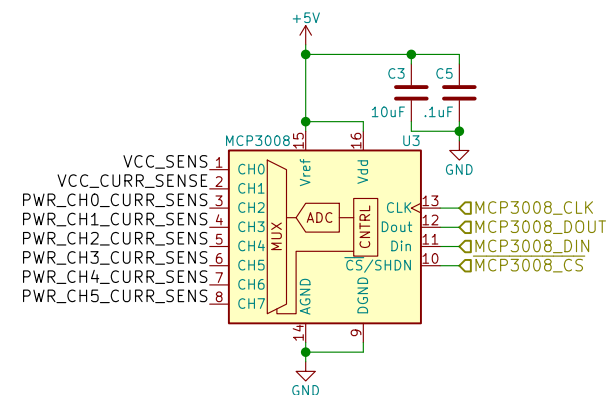 +5V
C3 C5
10uF .1uF
GND
MCP3008 U3
15 16
Vref Vdd
VCC_SENS 1 CH0
VCC_CURR_SENSE 2 CH1
PWR_CH0_CURR_SENS 3 CH2
PWR_CH1_CURR_SENS 4 CH3
PWR_CH2_CURR_SENS 5 CH4
PWR_CH3_CURR_SENS 6 CH5
PWR_CH4_CURR_SENS 7 CH6
PWR_CH5_CURR_SENS 8 CH7
MUX
ADC
CNTRL
CLK 13 MCP3008_CLK
Dout 12 MCP3008_DOUT
Din 11 MCP3008_DIN
CS/SHDN 10 MCP3008_CS
AGND DGND
14 9
GND